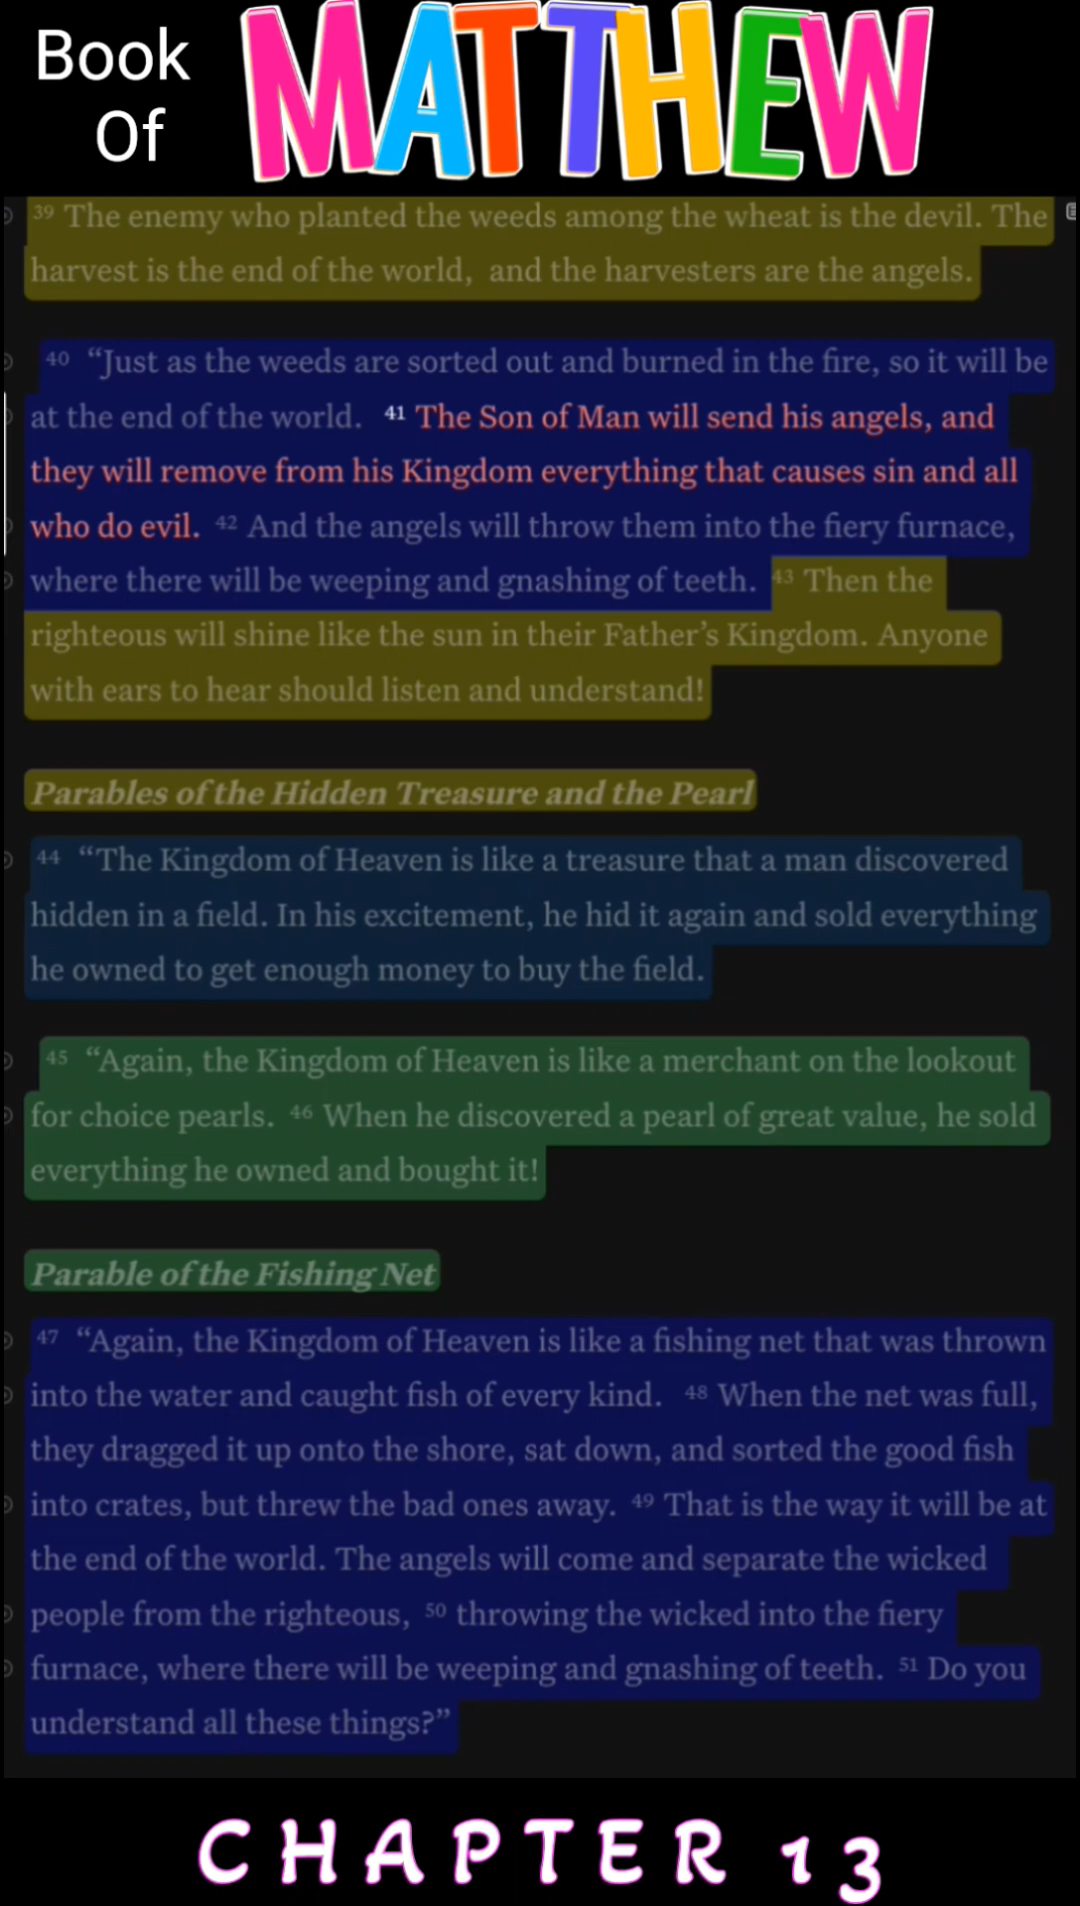 Book
Of
MATTHEW
39 The enemy who planted the weeds among the wheat is the devil. The
harvest is the end of the world, and the harvesters are the angels.
40 “Just as the weeds are sorted out and burned in the fire, so it will be
at the end of the world. 41 The Son of Man will send his angels, and
they will remove from his Kingdom everything that causes sin and all
who do evil. 42 And the angels will throw them into the fiery furnace,
where there will be weeping and gnashing of teeth. 43 Then the
righteous will shine like the sun in their Father’s Kingdom. Anyone
with ears to hear should listen and understand!
Parables of the Hidden Treasure and the Pearl
44 “The Kingdom of Heaven is like a treasure that a man discovered
hidden in a field. In his excitement, he hid it again and sold everything
he owned to get enough money to buy the field.
45 “Again, the Kingdom of Heaven is like a merchant on the lookout
for choice pearls. 46 When he discovered a pearl of great value, he sold
everything he owned and bought it!
Parable of the Fishing Net
47 “Again, the Kingdom of Heaven is like a fishing net that was thrown
into the water and caught fish of every kind. 48 When the net was full,
they dragged it up onto the shore, sat down, and sorted the good fish
into crates, but threw the bad ones away. 49 That is the way it will be at
the end of the world. The angels will come and separate the wicked
people from the righteous, 50 throwing the wicked into the fiery
furnace, where there will be weeping and gnashing of teeth. 51 Do you
understand all these things?”
CHAPTER 13